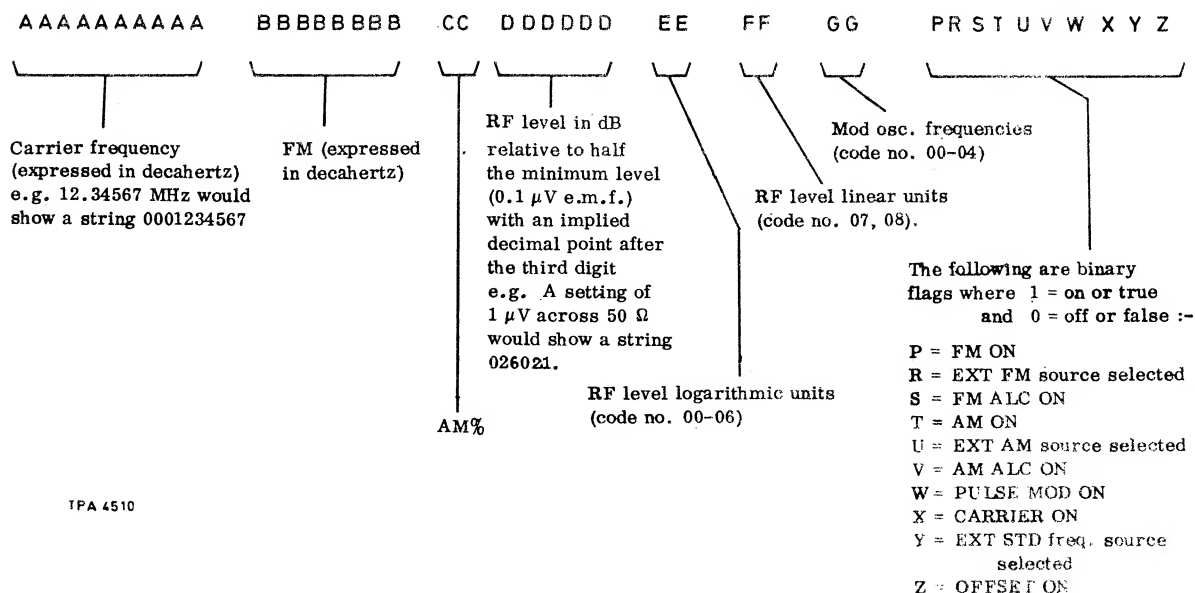 AAAAAAAAAA BBBBBBBB CC DDDDDD EE FF GG PRSTUVWXYZ
Carrier frequency
(expressed in decahertz)
e.g. 12.34567 MHz would
show a string 0001234567
FM (expressed
in decahertz)
AM%
RF level in dB
relative to half
the minimum level
(0.1 μV e.m.f.)
with an implied
decimal point after
the third digit
e.g. A setting of
1 μV across 50 Ω
would show a string
026021.
RF level logarithmic units
(code no. 00-06)
RF level linear units
(code no. 07, 08).
Mod osc. frequencies
(code no. 00-04)
The following are binary
flags where 1 = on or true
and 0 = off or false :-
P = FM ON
R = EXT FM source selected
S = FM ALC ON
T = AM ON
U = EXT AM source selected
V = AM ALC ON
W = PULSE MOD ON
X = CARRIER ON
Y = EXT STD freq. source
selected
Z = OFFSET ON
TPA 4510